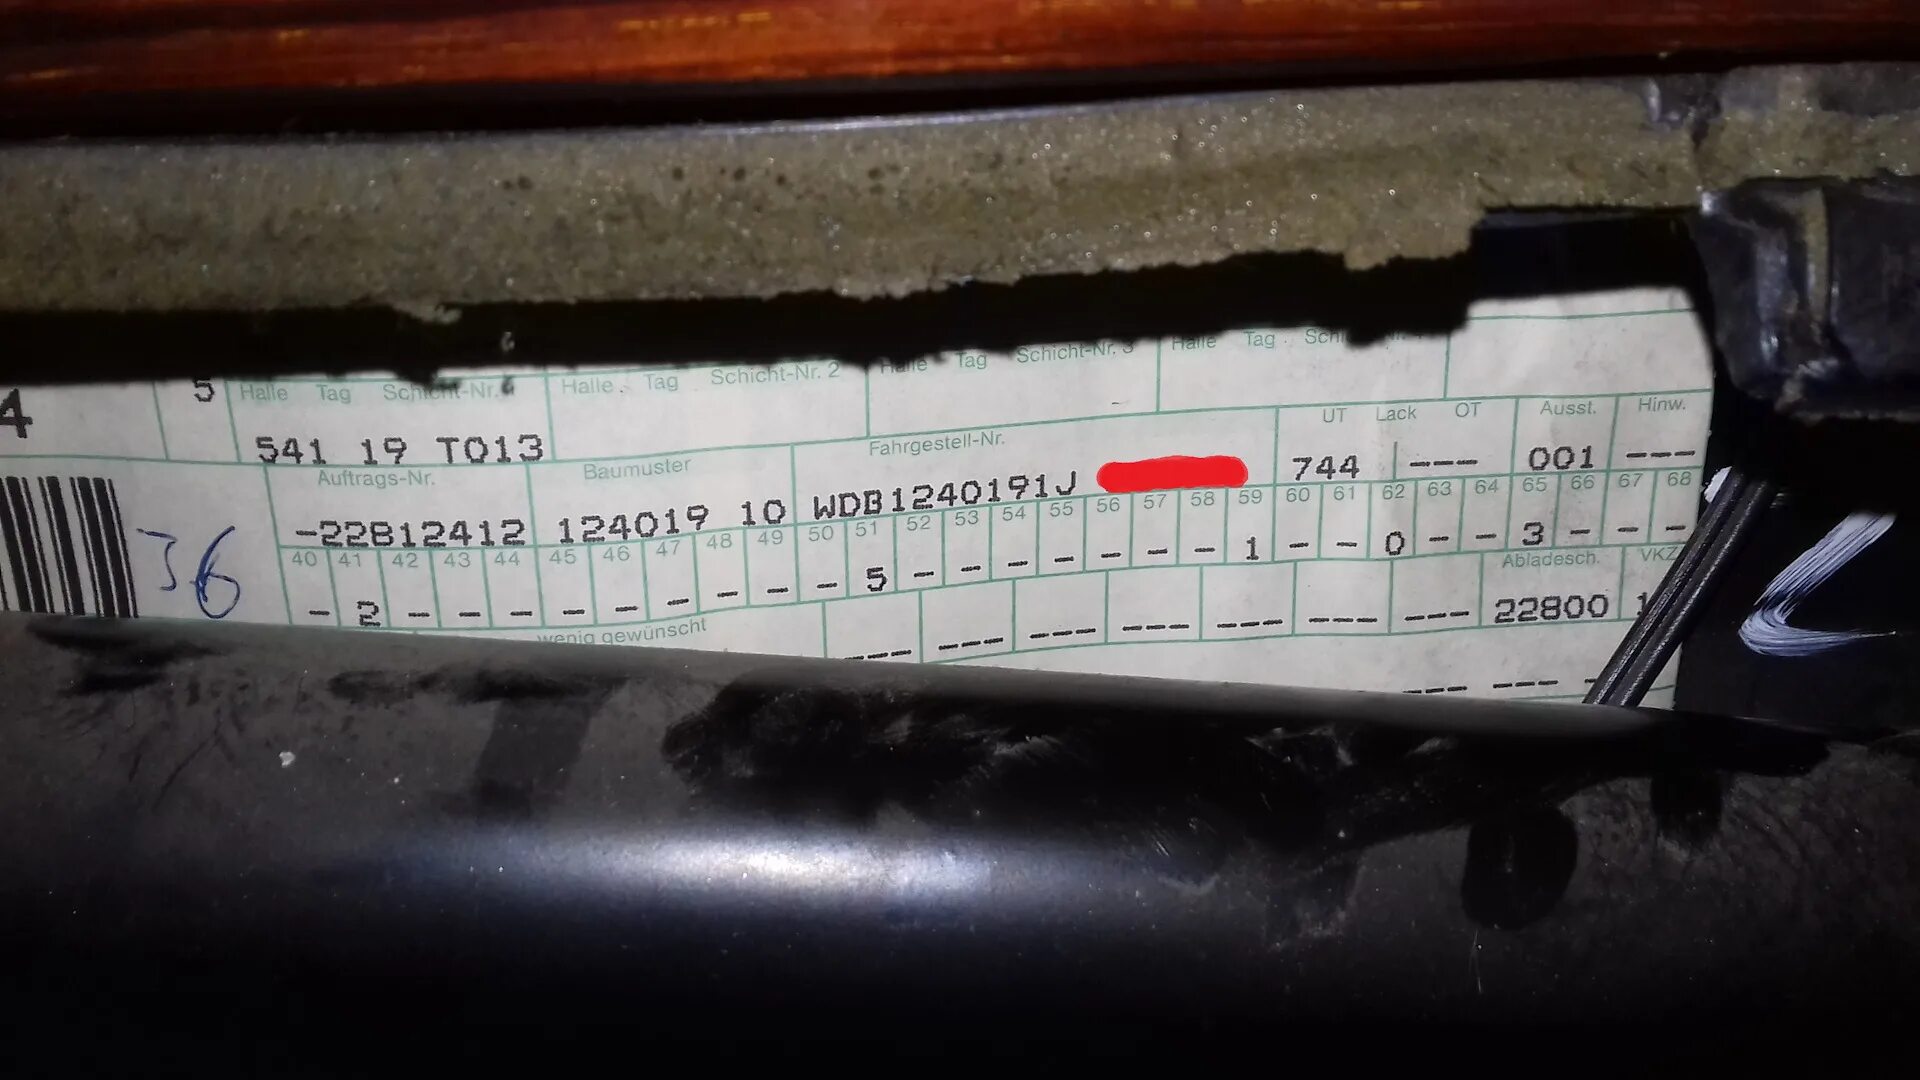 4 5 Halle Tag Schicht-Nr. Halle Tag Schicht-Nr. 2 Halle Tag Schicht-Nr. 3 Halle Tag
541 19 T013
Auftrags-Nr. Baumuster Fahrgestell-Nr. UT Lack OT Ausst. Hinw.
-22812412 124019 10 WDB1240191J 744 --- 001 ---
40 41 42 43 44 45 46 47 48 49 50 51 52 53 54 55 56 57 58 59 60 61 62 63 64 65 66 67 68
- 2 - - - - - - - - - 5 - - - - - - - 1 - - 0 - - 3 - - -
36
wenig gewünscht --- --- --- --- --- --- --- Abladesch. VKZ
22800 1
--- ---